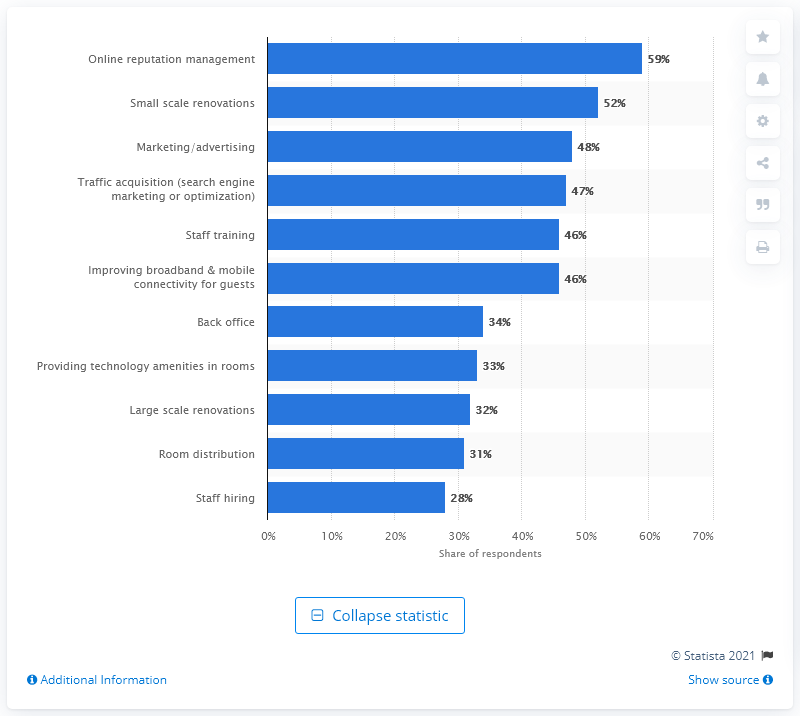 Online reputation management
59%
Small scale renovations
52%
Marketing/advertising
48%
Traffic acquisition (search engine
marketing or optimization)
47%
Staff training
46%
Improving broadband & mobile
connectivity for guests
46%
Back office
34%
Providing technology amenities in rooms
33%
Large scale renovations
32%
Room distribution
31%
Staff hiring
28%
0% 10% 20% 30% 40% 50% 60% 70%
Share of respondents
Collapse statistic
© Statista 2021
Additional Information
Show source